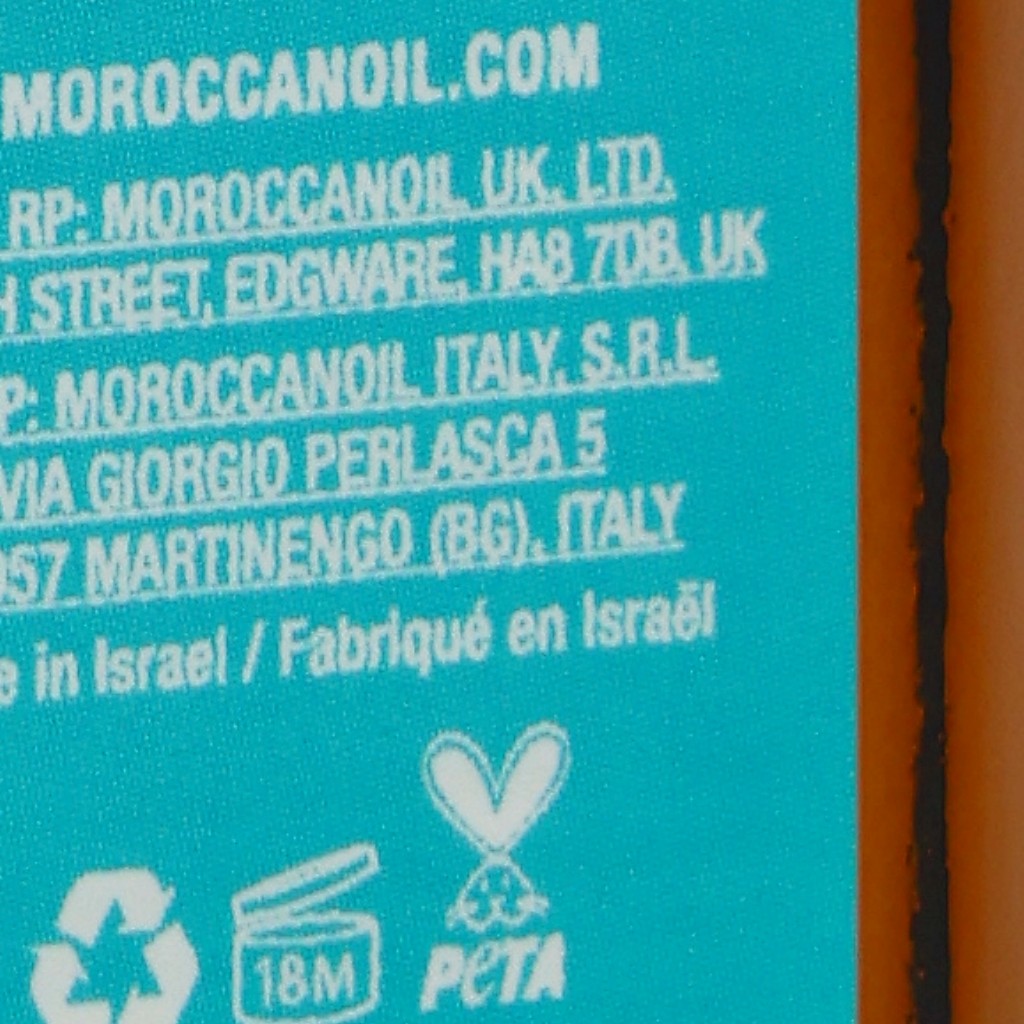 MOROCCANOIL.COM
RP: MOROCCANOIL UK, LTD.
H STREET, EDGWARE, HA8 7DB, UK
P: MOROCCANOIL ITALY, S.R.L.
VIA GIORGIO PERLASCA 5
057 MARTINENGO (BG), ITALY
e in Israel / Fabriqué en Israël
18M
PeTA